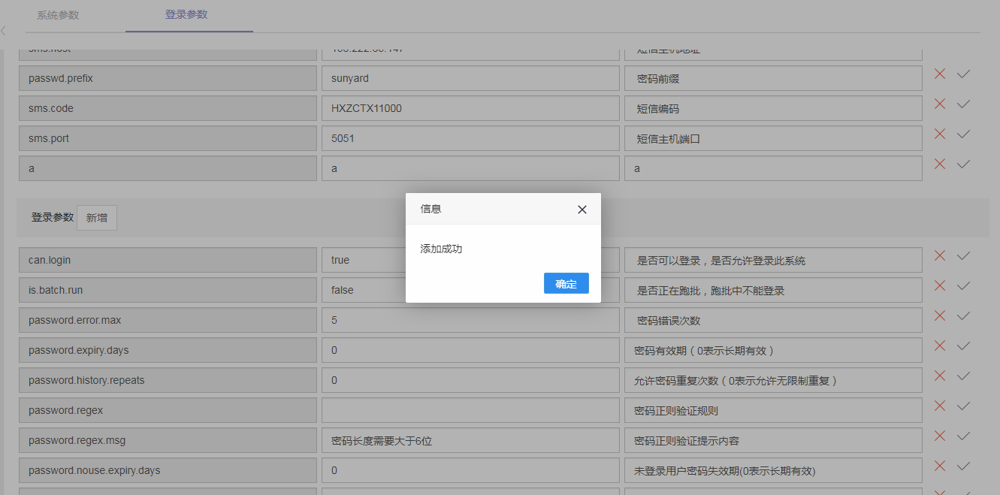 系统参数 登录参数
passwd.prefix sunyard 密码前缀
sms.code HXZCTX11000 短信编码
sms.port 5051 短信主机端口
a a a
登录参数 新增
信息
添加成功
确定
can.login true 是否可以登录，是否允许登录此系统
is.batch.run false 是否正在跑批，跑批中不能登录
password.error.max 5 密码错误次数
password.expiry.days 0 密码有效期（0表示长期有效）
password.history.repeats 0 允许密码重复次数（0表示允许无限制重复）
password.regex 密码正则验证规则
password.regex.msg 密码长度需要大于6位 密码正则验证提示内容
password.nouse.expiry.days 0 未登录用户密码失效期(0表示长期有效)